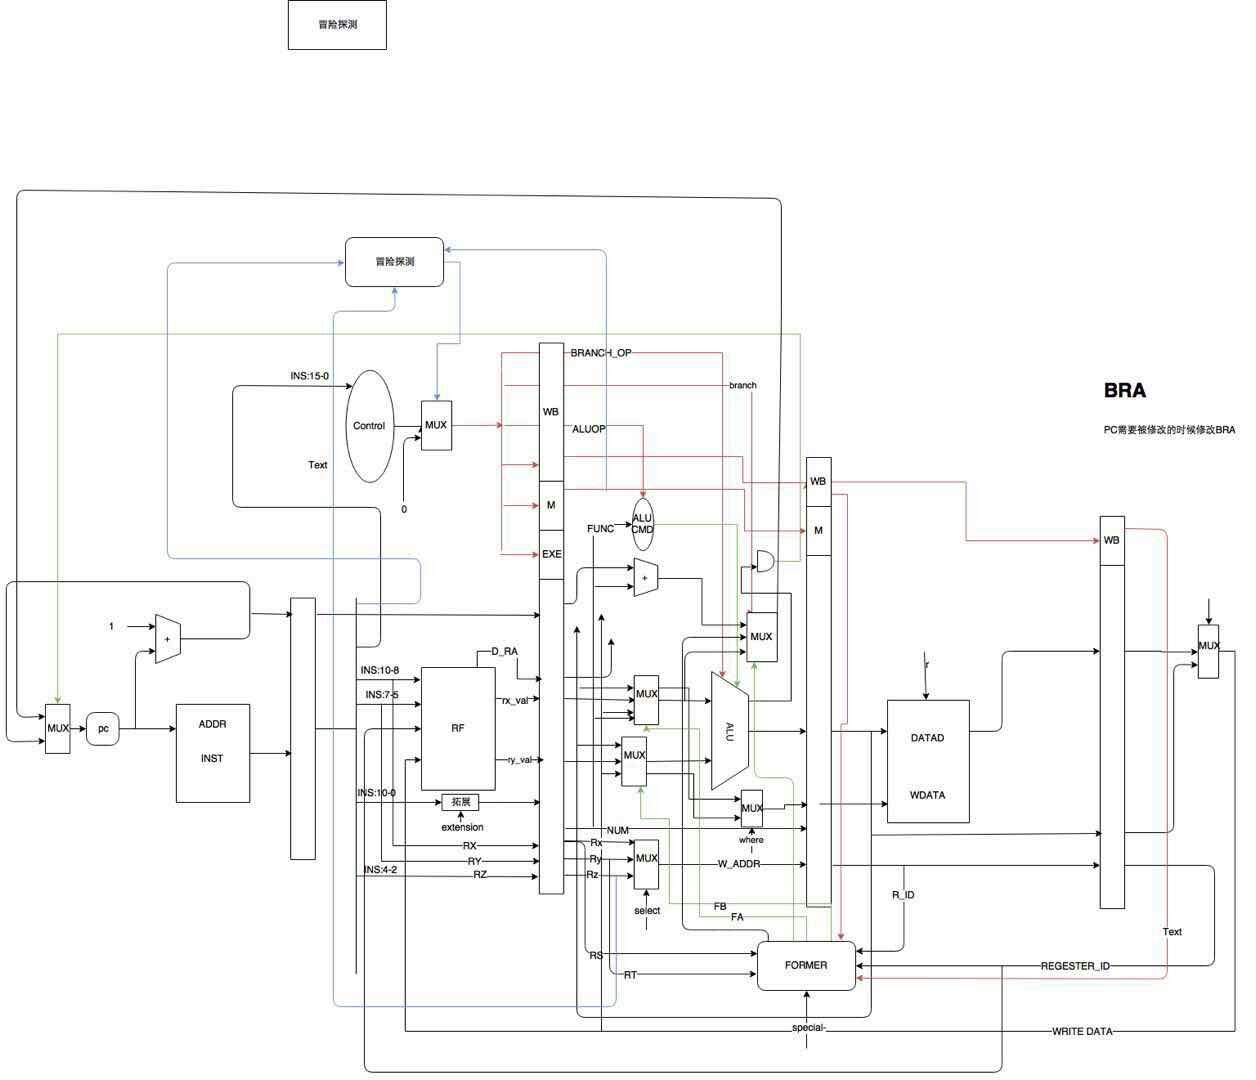 冒险探测
冒险探测
BRANCH_OP
INS:15-0
branch
BRA
WB
Control
MUX
ALUOP
PC需要被修改的时候修改BRA
Text
WB
M
0
ALU
CMD
FUNC
M
WB
EXE
+
1
+
MUX
MUX
D_RA
INS:10-8
r
INS:7-5
MUX
rx_val
ADDR
MUX
pc
RF
ALU
DATAD
INST
MUX
ry_val
INS:10-0
拓展
WDATA
MUX
extension
NUM
where
Rx
RX
Ry
MUX
RY
W_ADDR
INS:4-2
RZ
Rz
R_ID
select
FB
FA
Text
RS
FORMER
REGESTER_ID
RT
special-
WRITE DATA